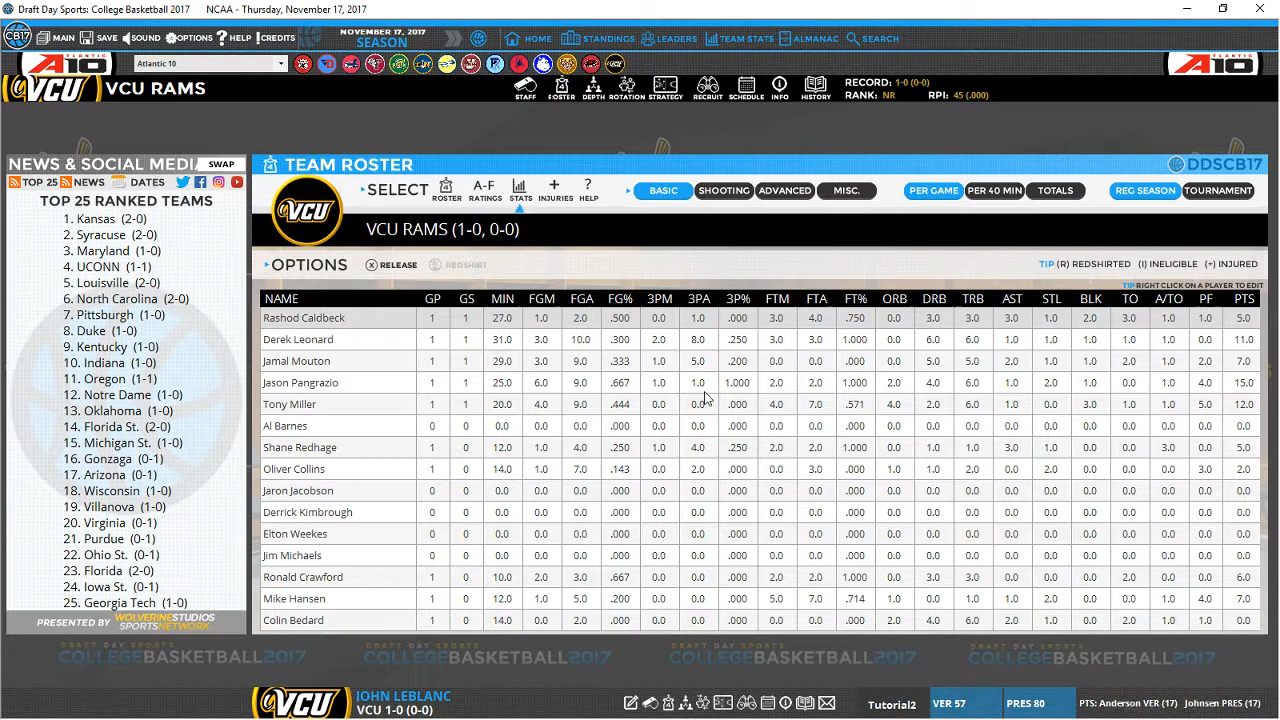 Draft Day Sports: College Basketball 2017 NCAA - Thursday, November 17, 2017
CB17 MAIN SAVE SOUND OPTIONS HELP CREDITS NOVEMBER 17, 2017 SEASON HOME STANDINGS LEADERS TEAM STATS ALMANAC SEARCH
ATLANTIC A10 Atlantic 10 ATLANTIC A10
VCU VCU RAMS STAFF ROSTER DEPTH ROTATION STRATEGY RECRUIT SCHEDULE INFO HISTORY RECORD: 1-0 (0-0)
RANK: NR RPI: 45 (.000)
NEWS & SOCIAL MEDIA SWAP
TOP 25 NEWS DATES
TOP 25 RANKED TEAMS
1. Kansas (2-0)
2. Syracuse (2-0)
3. Maryland (1-0)
4. UCONN (1-1)
5. Louisville (2-0)
6. North Carolina (2-0)
7. Pittsburgh (1-0)
8. Duke (1-0)
9. Kentucky (1-0)
10. Indiana (1-0)
11. Oregon (1-1)
12. Notre Dame (1-0)
13. Oklahoma (1-0)
14. Florida St. (2-0)
15. Michigan St. (1-0)
16. Gonzaga (0-1)
17. Arizona (0-1)
18. Wisconsin (1-0)
19. Villanova (1-0)
20. Virginia (0-1)
21. Purdue (0-1)
22. Ohio St. (0-1)
23. Florida (2-0)
24. Iowa St. (0-1)
25. Georgia Tech (1-0)
PRESENTED BY WOLVERINE STUDIOS SPORTS NETWORK
TEAM ROSTER DDSCB17
VCU SELECT ROSTER A-F RATINGS STATS INJURIES HELP BASIC SHOOTING ADVANCED MISC. PER GAME PER 40 MIN TOTALS REG SEASON TOURNAMENT
VCU RAMS (1-0, 0-0)
OPTIONS RELEASE REDSHIRT TIP (R) REDSHIRTED (I) INELIGIBLE (+) INJURED
TIP RIGHT CLICK ON A PLAYER TO EDIT
NAME GP GS MIN FGM FGA FG% 3PM 3PA 3P% FTM FTA FT% ORB DRB TRB AST STL BLK TO A/TO PF PTS
Rashod Caldbeck 1 1 27.0 1.0 2.0 .500 0.0 1.0 .000 3.0 4.0 .750 0.0 3.0 3.0 3.0 1.0 2.0 3.0 1.0 1.0 5.0
Derek Leonard 1 1 31.0 3.0 10.0 .300 2.0 8.0 .250 3.0 3.0 1.000 0.0 6.0 6.0 1.0 1.0 1.0 1.0 1.0 0.0 11.0
Jamal Mouton 1 1 29.0 3.0 9.0 .333 1.0 5.0 .200 0.0 0.0 .000 0.0 5.0 5.0 2.0 1.0 1.0 2.0 1.0 2.0 7.0
Jason Pangrazio 1 1 25.0 6.0 9.0 .667 1.0 1.0 1.000 2.0 2.0 1.000 2.0 4.0 6.0 1.0 2.0 1.0 0.0 1.0 4.0 15.0
Tony Miller 1 1 20.0 4.0 9.0 .444 0.0 0.0 .000 4.0 7.0 .571 4.0 2.0 6.0 1.0 0.0 3.0 1.0 1.0 5.0 12.0
Al Barnes 0 0 0.0 0.0 0.0 .000 0.0 0.0 .000 0.0 0.0 .000 0.0 0.0 0.0 0.0 0.0 0.0 0.0 0.0 0.0 0.0
Shane Redhage 1 0 12.0 1.0 4.0 .250 1.0 4.0 .250 2.0 2.0 1.000 0.0 1.0 1.0 3.0 1.0 0.0 0.0 3.0 0.0 5.0
Oliver Collins 1 0 14.0 1.0 7.0 .143 0.0 2.0 .000 0.0 3.0 .000 1.0 1.0 2.0 0.0 2.0 0.0 0.0 0.0 3.0 2.0
Jaron Jacobson 0 0 0.0 0.0 0.0 .000 0.0 0.0 .000 0.0 0.0 .000 0.0 0.0 0.0 0.0 0.0 0.0 0.0 0.0 0.0 0.0
Derrick Kimbrough 0 0 0.0 0.0 0.0 .000 0.0 0.0 .000 0.0 0.0 .000 0.0 0.0 0.0 0.0 0.0 0.0 0.0 0.0 0.0 0.0
Elton Weekes 0 0 0.0 0.0 0.0 .000 0.0 0.0 .000 0.0 0.0 .000 0.0 0.0 0.0 0.0 0.0 0.0 0.0 0.0 0.0 0.0
Jim Michaels 0 0 0.0 0.0 0.0 .000 0.0 0.0 .000 0.0 0.0 .000 0.0 0.0 0.0 0.0 0.0 0.0 0.0 0.0 0.0 0.0
Ronald Crawford 1 0 10.0 2.0 3.0 .667 0.0 0.0 .000 2.0 2.0 1.000 0.0 3.0 3.0 0.0 0.0 0.0 2.0 0.0 0.0 6.0
Mike Hansen 1 0 12.0 1.0 5.0 .200 0.0 0.0 .000 5.0 7.0 .714 1.0 0.0 1.0 1.0 0.0 1.0 1.0 1.0 4.0 7.0
Colin Bedard 1 0 14.0 0.0 2.0 .000 0.0 0.0 .000 0.0 0.0 .000 2.0 4.0 6.0 2.0 1.0 0.0 2.0 1.0 1.0 0.0
DRAFT DAY SPORTS COLLEGE BASKETBALL 2017 DRAFT DAY SPORTS COLLEGE BASKETBALL 2017 DRAFT DAY SPORTS COLLEGE BASKETBALL 2017 DRAFT DAY SPORTS COLLEGE BASKETBALL 2017
VCU JOHN LEBLANC
VCU 1-0 (0-0) Tutorial2 VER 57 PRES 80 PTS: Anderson VER (17) Johnsen PRES (17)